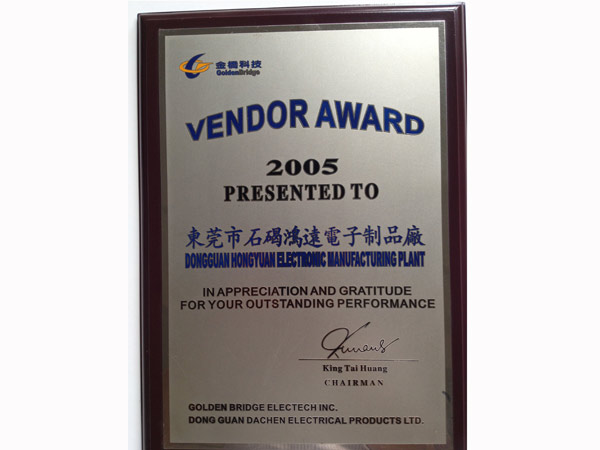 金橋科技
GoldenBridge
VENDOR AWARD
2005
PRESENTED TO
東莞市石碣鴻遠電子制品廠
DONGGUAN HONGYUAN ELECTRONIC MANUFACTURING PLANT
IN APPRECIATION AND GRATITUDE
FOR YOUR OUTSTANDING PERFORMANCE
King Tai Huang
CHAIRMAN
GOLDEN BRIDGE ELECTECH INC.
DONG GUAN DACHEN ELECTRICAL PRODUCTS LTD.